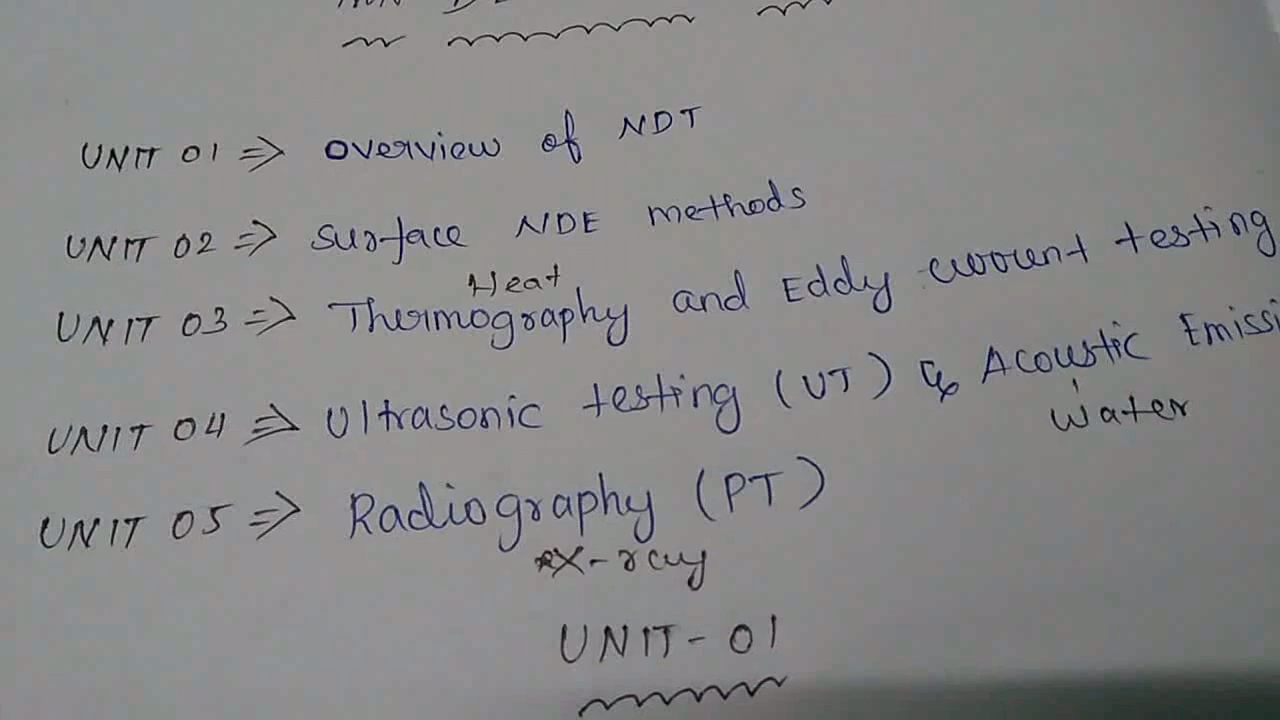 UNIT 01 ⇒ overview of NDT
UNIT 02 ⇒ surface NDE methods
Heat
UNIT 03 ⇒ Thermography and Eddy current testing
UNIT 04 ⇒ Ultrasonic testing (UT) & Acoustic Emissi
water
UNIT 05 ⇒ Radiography (PT)
x-ray
UNIT-01